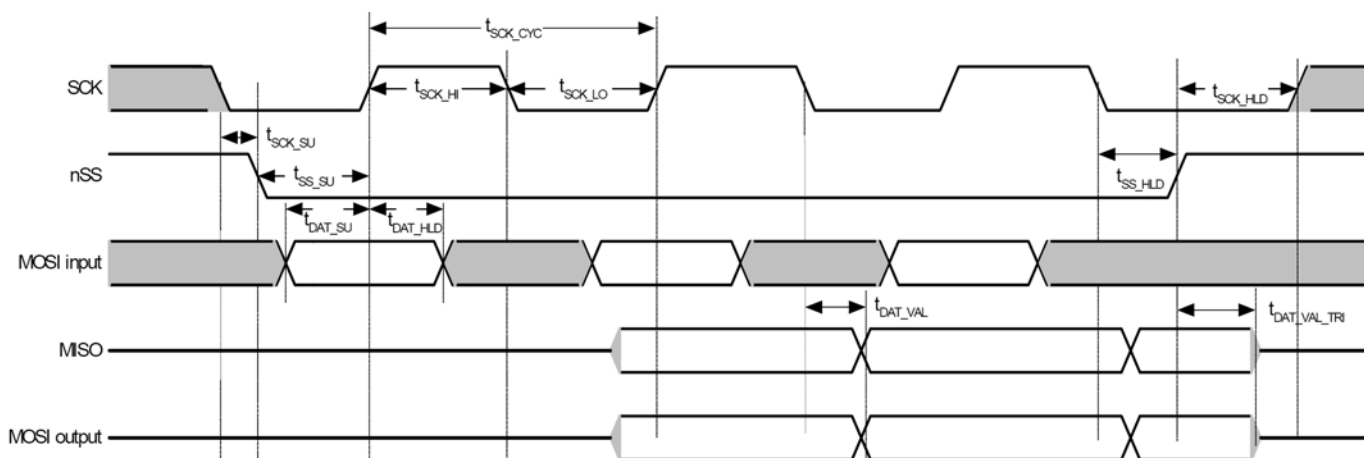 tSCK_CYC
SCK
tSCK_HI
tSCK_LO
tSCK_HLD
tSCK_SU
nSS
tSS_SU
tSS_HLD
tDAT_SU
tDAT_HLD
MOSI input
tDAT_VAL
tDAT_VAL_TRI
MISO
MOSI output